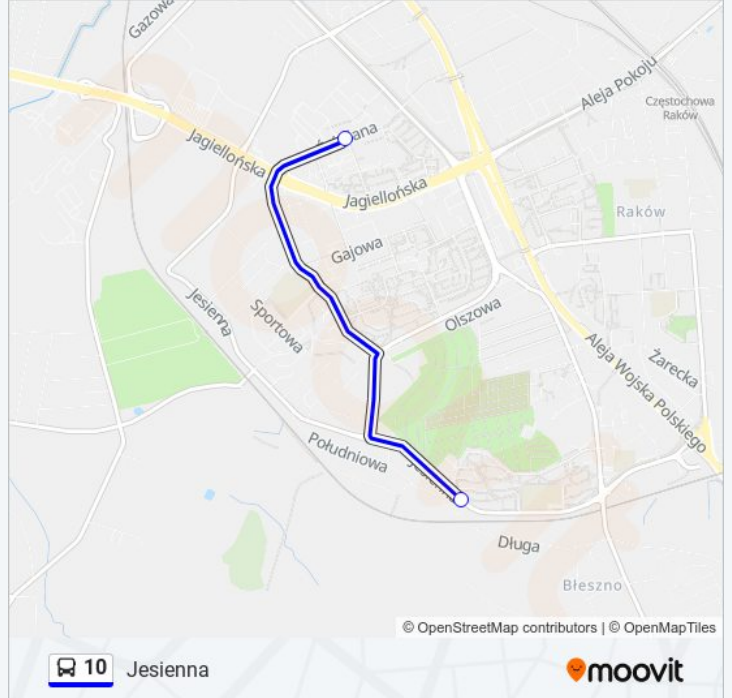 Gazowa
Aleja Pokoju
Częstochowa
Raków
Jagiellońska
Jagiellońska
Raków
Gajowa
Jesienna
Sportowa
Olszowa
Aleja Wojska Polskiego
Żarecka
Południowa
Długa
Błeszno
© OpenStreetMap contributors | © OpenMapTiles
10 Jesienna
moovit